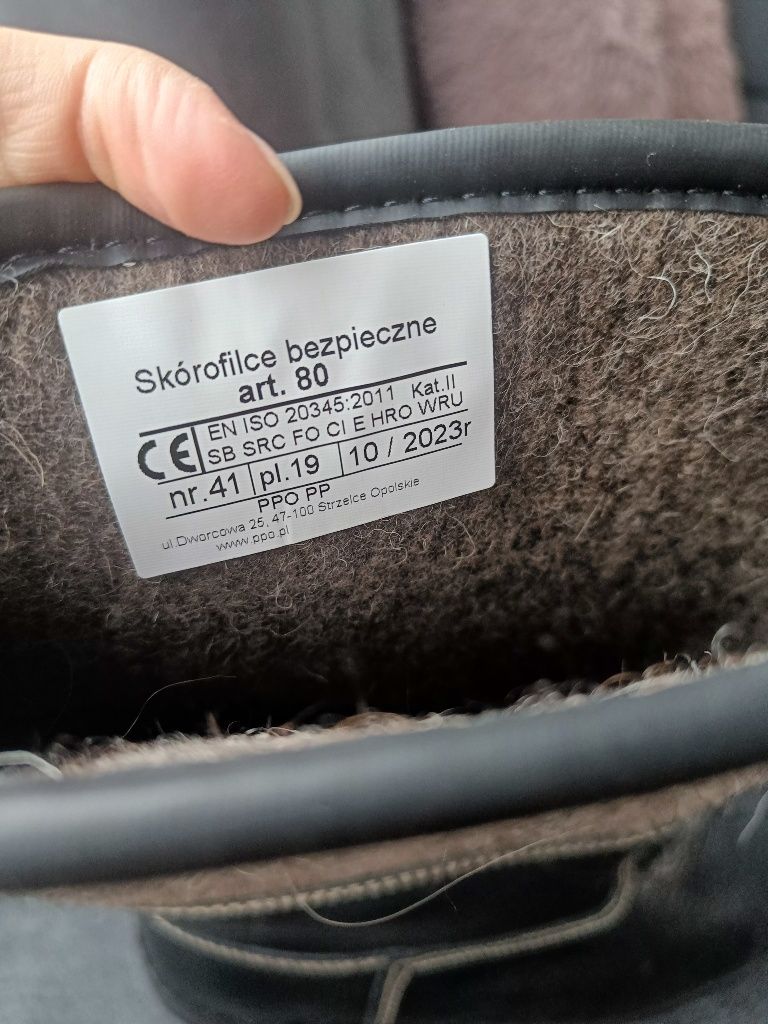 Skórofilce bezpieczne
art. 80
CE EN ISO 20345:2011 Kat.II
SB SRC FO CI E HRO WRU
nr.41 pl.19 10 / 2023r
PPO PP
ul.Dworcowa 25, 47-100 Strzelce Opolskie
www.ppo.pl